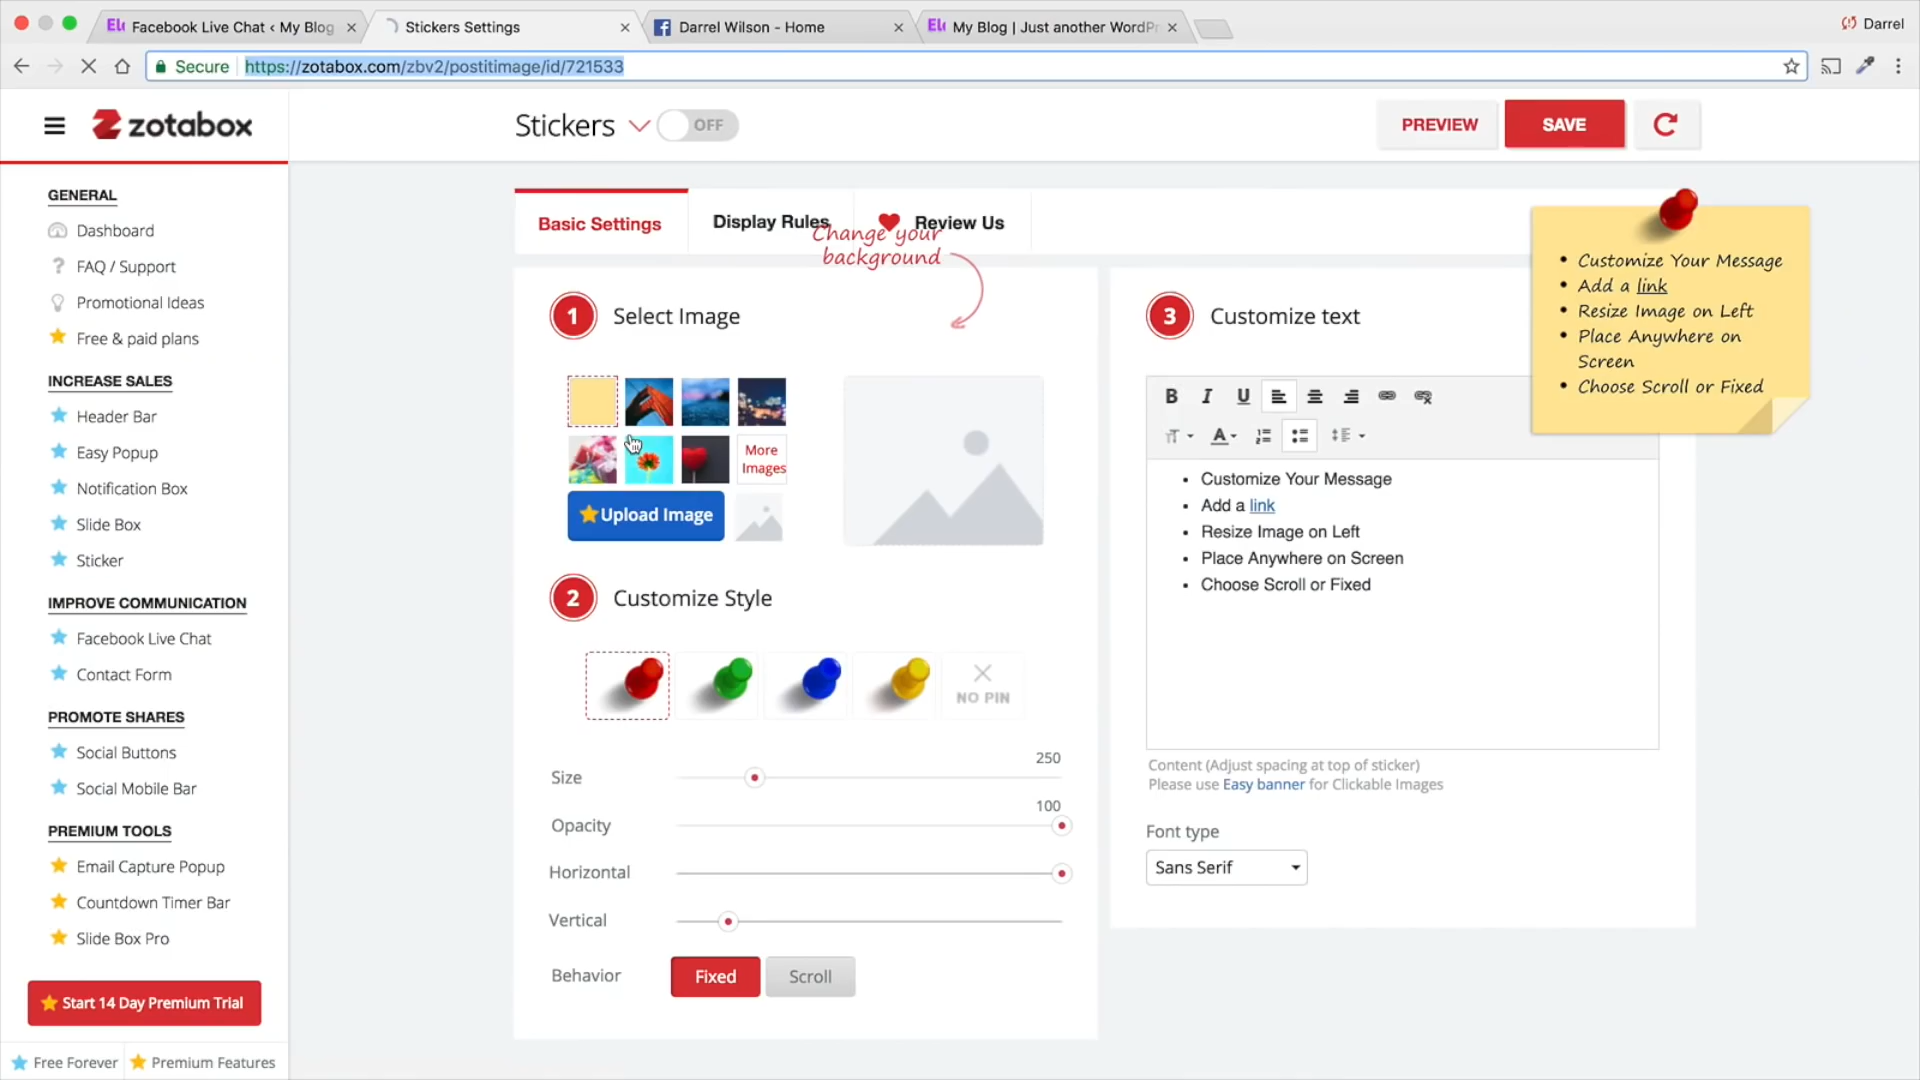 Facebook Live Chat ‹ My Blog
Stickers Settings
Darrel Wilson - Home
My Blog | Just another WordPr
Darrel
Secure
https://zotabox.com/zbv2/postitimage/id/721533
zotabox
Stickers
OFF
PREVIEW
SAVE
GENERAL
Dashboard
FAQ / Support
Promotional Ideas
Free & paid plans
INCREASE SALES
Header Bar
Easy Popup
Notification Box
Slide Box
Sticker
IMPROVE COMMUNICATION
Facebook Live Chat
Contact Form
PROMOTE SHARES
Social Buttons
Social Mobile Bar
PREMIUM TOOLS
Email Capture Popup
Countdown Timer Bar
Slide Box Pro
Start 14 Day Premium Trial
Free Forever
Premium Features
Basic Settings
Display Rules
Review Us
Change your
background
1
Select Image
More
Images
Upload Image
2
Customize Style
NO PIN
Size
250
Opacity
100
Horizontal
Vertical
Behavior
Fixed
Scroll
3
Customize text
B I U
• Customize Your Message
• Add a link
• Resize Image on Left
• Place Anywhere on Screen
• Choose Scroll or Fixed
Content (Adjust spacing at top of sticker)
Please use Easy banner for Clickable Images
Font type
Sans Serif
• Customize Your Message
• Add a link
• Resize Image on Left
• Place Anywhere on
Screen
• Choose Scroll or Fixed